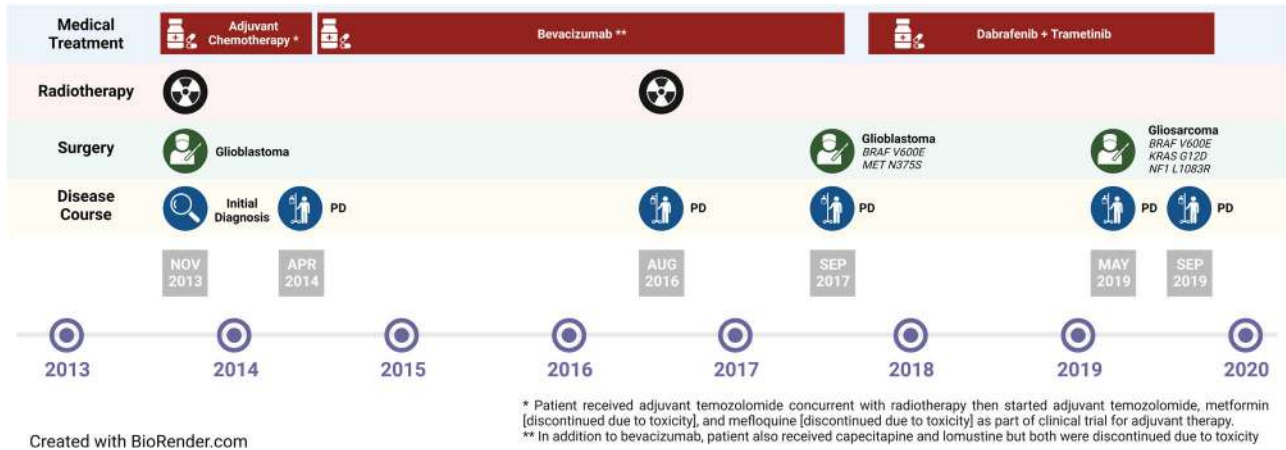 Medical
Treatment
Adjuvant
Chemotherapy *
Bevacizumab **
Dabrafenib + Trametinib
Radiotherapy
Surgery
Glioblastoma
Glioblastoma
BRAF V600E
MET N375S
Gliosarcoma
BRAF V600E
KRAS G12D
NF1 L1083R
Disease
Course
Initial
Diagnosis
PD
PD
PD
PD
PD
NOV
2013
APR
2014
AUG
2016
SEP
2017
MAY
2019
SEP
2019
2013
2014
2015
2016
2017
2018
2019
2020
* Patient received adjuvant temozolomide concurrent with radiotherapy then started adjuvant temozolomide, metformin
[discontinued due to toxicity], and mefloquine [discontinued due to toxicity] as part of clinical trial for adjuvant therapy.
** In addition to bevacizumab, patient also received capecitapine and lomustine but both were discontinued due to toxicity
Created with BioRender.com